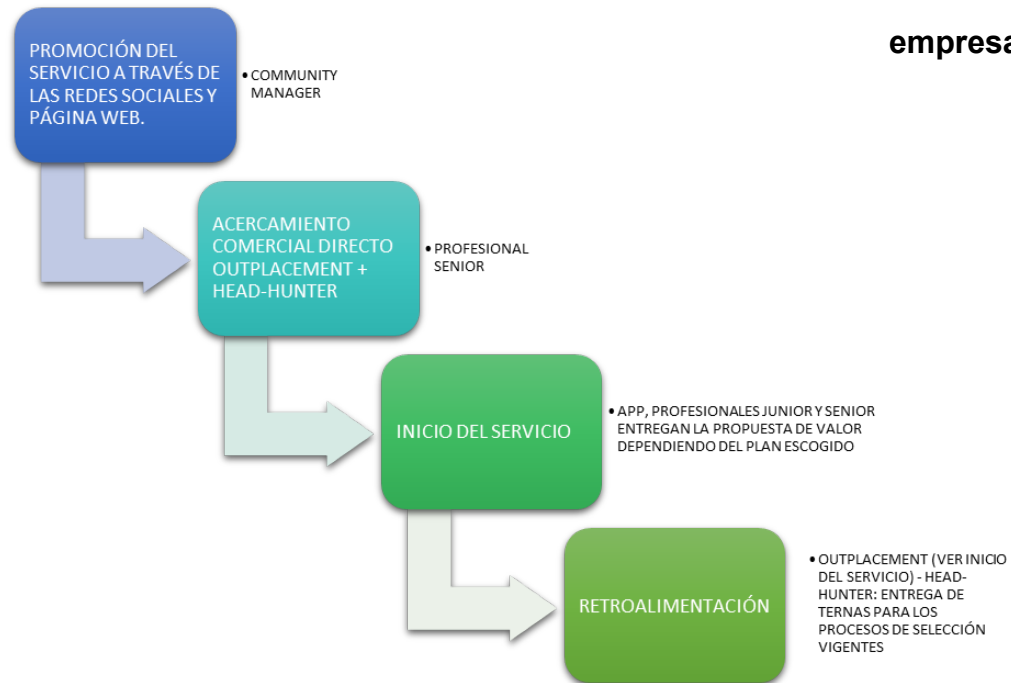 empresa
PROMOCIÓN DEL
SERVICIO A TRAVÉS DE
LAS REDES SOCIALES Y
PÁGINA WEB.
• COMMUNITY
MANAGER
ACERCAMIENTO
COMERCIAL DIRECTO
OUTPLACEMENT +
HEAD-HUNTER
• PROFESIONAL
SENIOR
INICIO DEL SERVICIO
• APP, PROFESIONALES JUNIOR Y SENIOR
ENTREGAN LA PROPUESTA DE VALOR
DEPENDIENDO DEL PLAN ESCOGIDO
RETROALIMENTACIÓN
• OUTPLACEMENT (VER INICIO
DEL SERVICIO) - HEAD-
HUNTER: ENTREGA DE
TERNAS PARA LOS
PROCESOS DE SELECCIÓN
VIGENTES